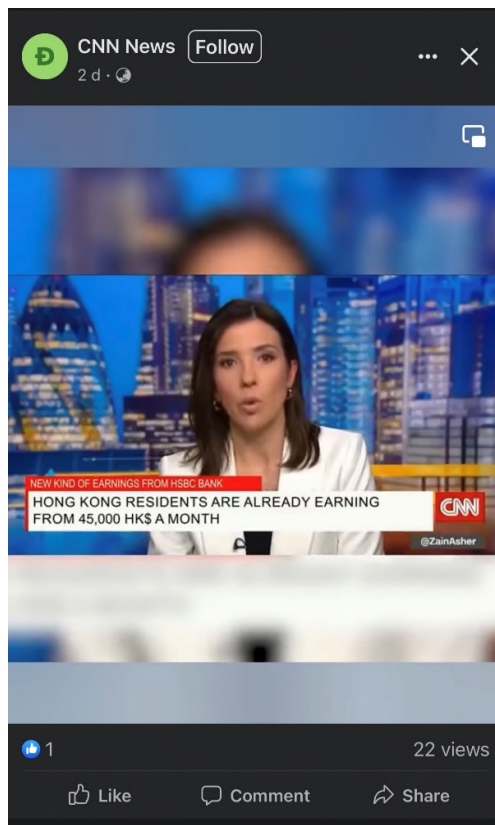 CNN News Follow
2 d
NEW KIND OF EARNINGS FROM HSBC BANK
HONG KONG RESIDENTS ARE ALREADY EARNING
FROM 45,000 HK$ A MONTH
CNN
@ZainAsher
1 22 views
Like Comment Share